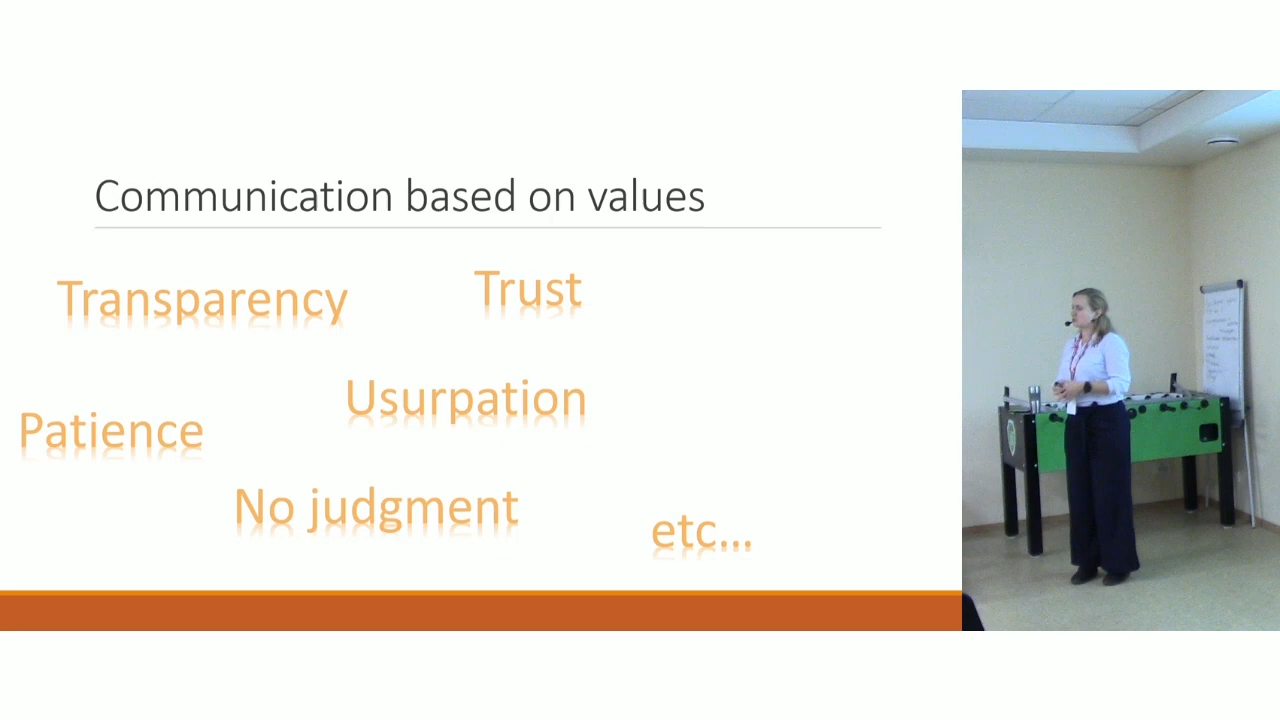 Communication based on values
Transparency
Trust
Usurpation
Patience
No judgment
etc...